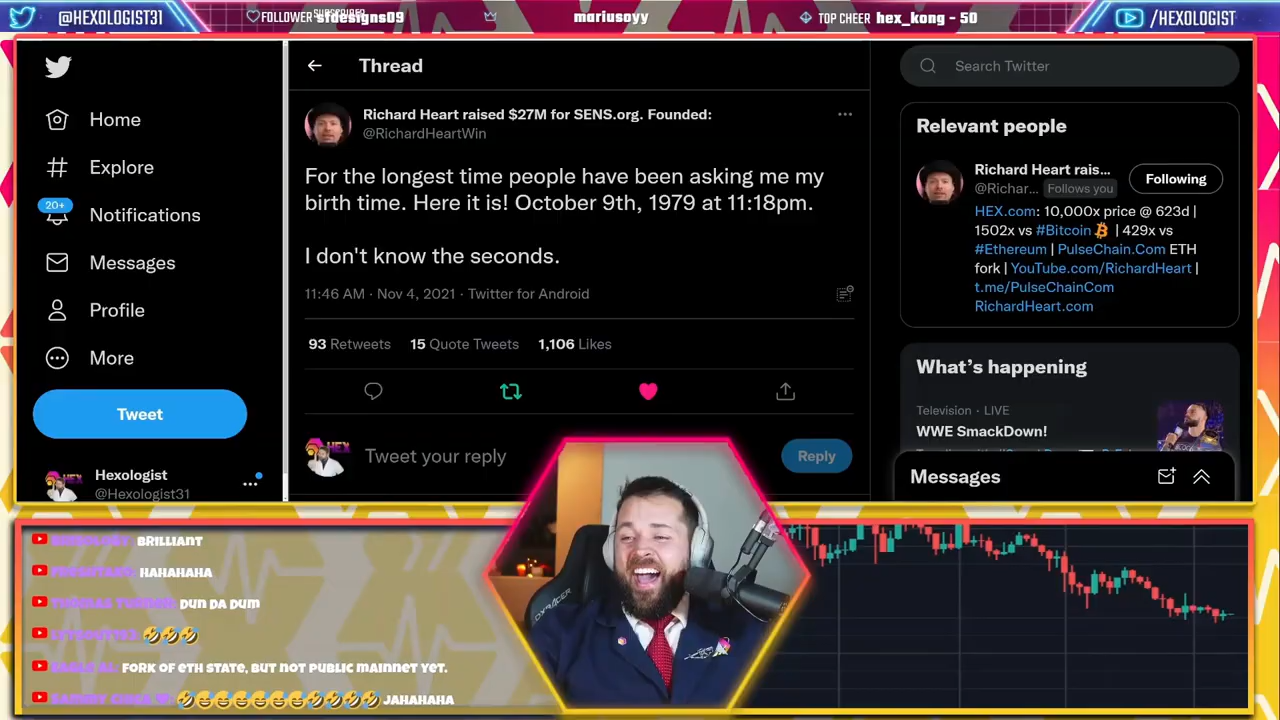 @HEXOLOGIST31
FOLLOWER
mariusoyy
TOP CHEER hex_kong - 50
/HEXOLOGIST
Home
Explore
20+
Notifications
Messages
Profile
More
Tweet
Hexologist
@Hexologist31
Thread
Richard Heart raised $27M for SENS.org. Founded:
@RichardHeartWin
For the longest time people have been asking me my
birth time. Here it is! October 9th, 1979 at 11:18pm.
I don't know the seconds.
11:46 AM · Nov 4, 2021 · Twitter for Android
93 Retweets 15 Quote Tweets 1,106 Likes
Tweet your reply
Reply
Search Twitter
Relevant people
Richard Heart rais...
Following
@Richar... Follows you
HEX.com: 10,000x price @ 623d |
1502x vs #Bitcoin | 429x vs
#Ethereum | PulseChain.Com ETH
fork | YouTube.com/RichardHeart |
t.me/PulseChainCom
RichardHeart.com
What's happening
Television · LIVE
WWE SmackDown!
Messages
BRILLIANT
HAHAHAHA
DUN DA DUM
🤣🤣🤣
FORK OF ETH STATE, BUT NOT PUBLIC MAINNET YET.
JAHAHAHA
DXRACER